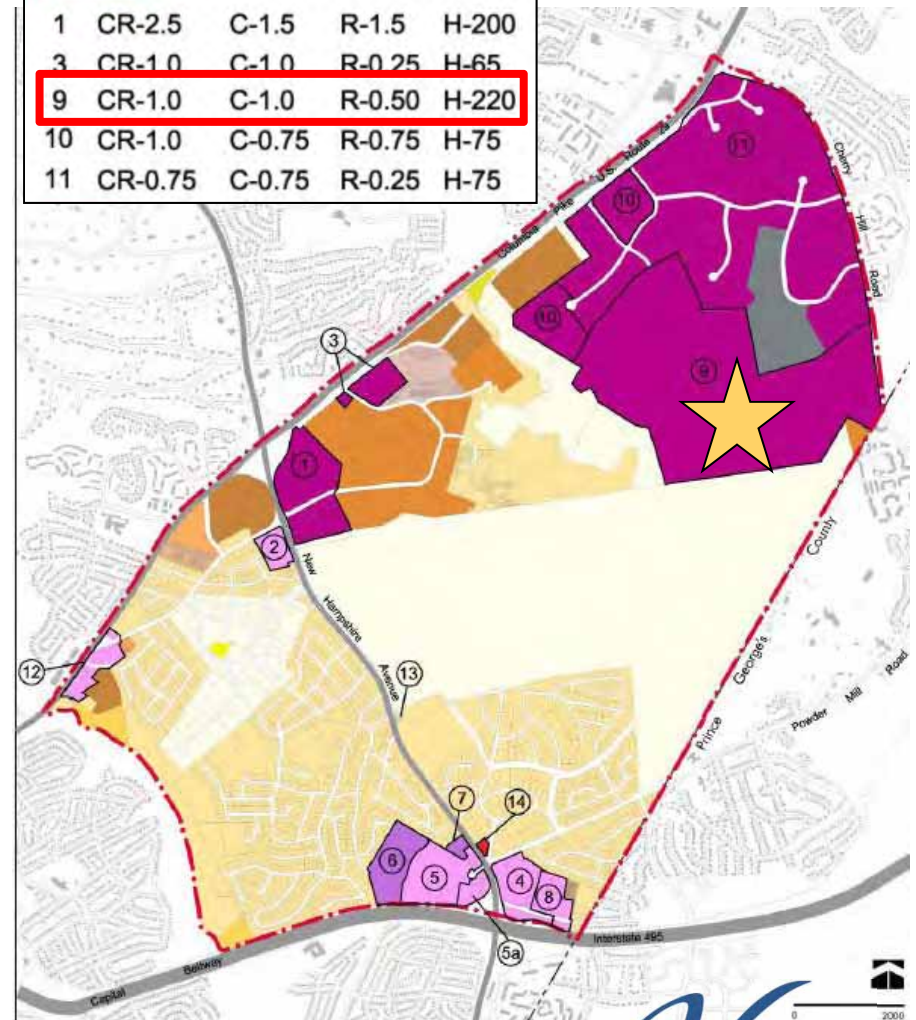 1 CR-2.5 C-1.5 R-1.5 H-200
3 CR-1.0 C-1.0 R-0.25 H-65
9 CR-1.0 C-1.0 R-0.50 H-220
10 CR-1.0 C-0.75 R-0.75 H-75
11 CR-0.75 C-0.75 R-0.25 H-75
Columbia Pike U.S. Route 29
Cherry Hill Road
11
10
10
9
3
1
2
New Hampshire Avenue
12
13
Prince George's County
Powder Mill Road
7
14
6
5
4
8
5a
Interstate 495
Capital Beltway
0 2000